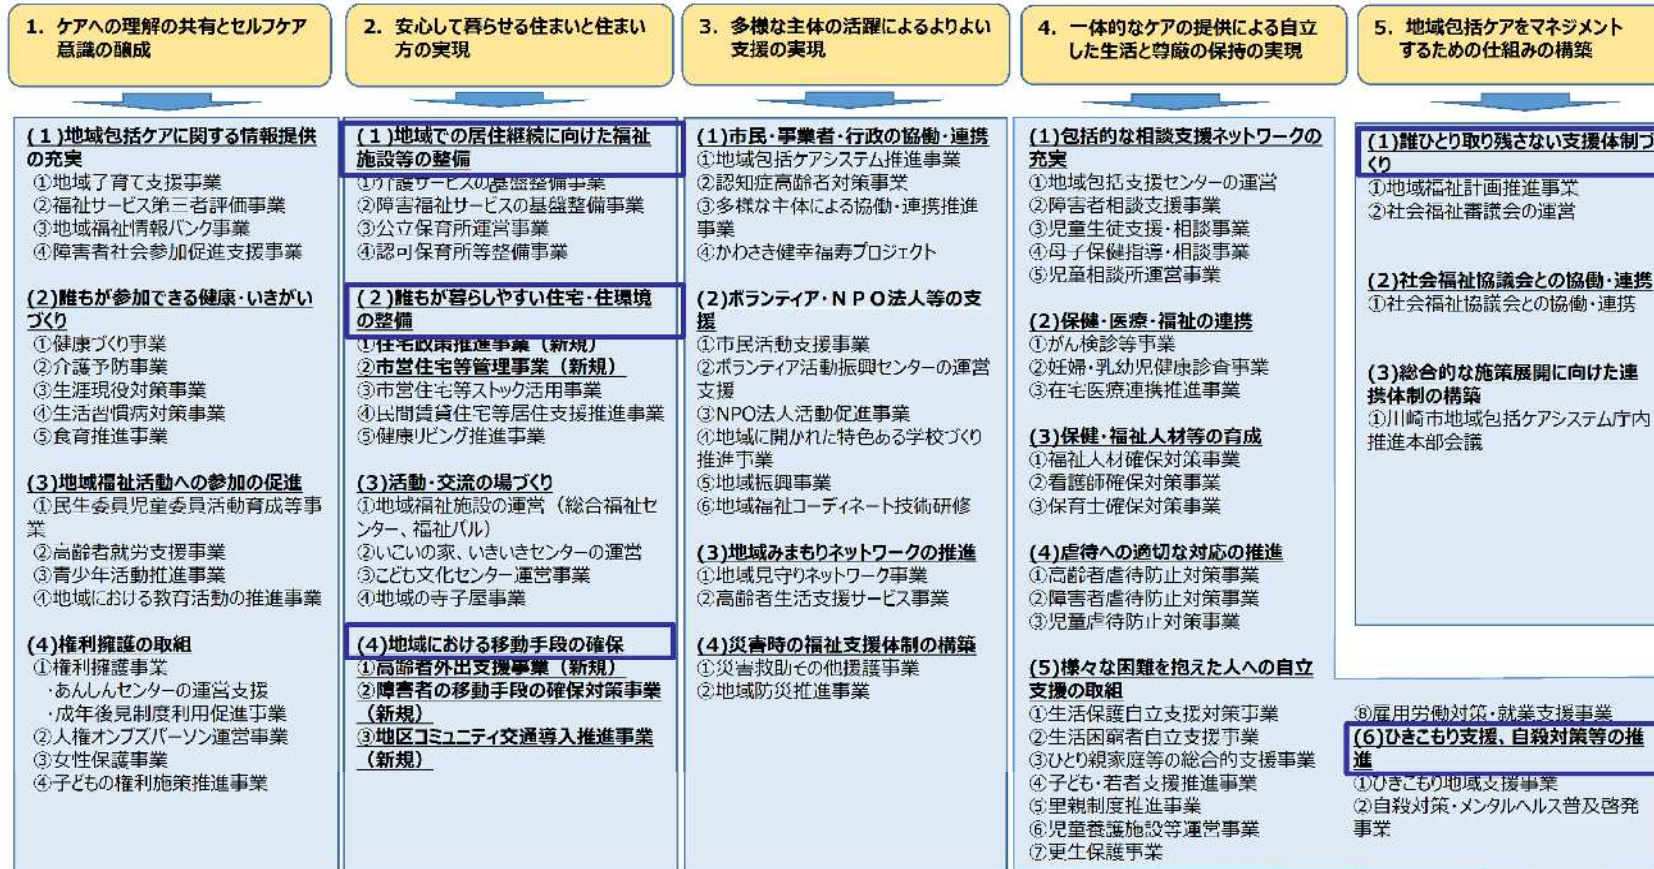 1. ケアへの理解の共有とセルフケア
意識の醸成
(1)地域包括ケアに関する情報提供
の充実
①地域子育て支援事業
②福祉サービス第三者評価事業
③地域福祉情報バンク事業
④障害者社会参加促進支援事業
(2)誰もが参加できる健康・いきがい
づくり
①健康づくり事業
②介護予防事業
③生涯現役対策事業
④生活習慣病対策事業
⑤食育推進事業
(3)地域福祉活動への参加の促進
①民生委員児童委員活動育成等事
業
②高齢者就労支援事業
③青少年活動推進事業
④地域における教育活動の推進事業
(4)権利擁護の取組
①権利擁護事業
・あんしんセンターの運営支援
・成年後見制度利用促進事業
②人権オンブズパーソン運営事業
③女性保護事業
④子どもの権利施策推進事業
2. 安心して暮らせる住まいと住まい
方の実現
(1)地域での居住継続に向けた福祉
施設等の整備
①介護サービスの基盤整備事業
②障害福祉サービスの基盤整備事業
③公立保育所運営事業
④認可保育所等整備事業
(2)誰もが暮らしやすい住宅・住環境
の整備
①住宅政策推進事業(新規)
②市営住宅等管理事業(新規)
③市営住宅等ストック活用事業
④民間賃貸住宅等居住支援推進事業
⑤健康リビング推進事業
(3)活動・交流の場づくり
①地域福祉施設の運営(総合福祉セ
ンター、福祉パル)
②いこいの家、いきいきセンターの運営
③こども文化センター運営事業
④地域の寺子屋事業
(4)地域における移動手段の確保
①高齢者外出支援事業(新規)
②障害者の移動手段の確保対策事業
(新規)
③地区コミュニティ交通導入推進事業
(新規)
3. 多様な主体の活躍によるよりよい
支援の実現
(1)市民・事業者・行政の協働・連携
①地域包括ケアシステム推進事業
②認知症高齢者対策事業
③多様な主体による協働・連携推進
事業
④かわさき健幸福寿プロジェクト
(2)ボランティア・NPO法人等の支
援
①市民活動支援事業
②ボランティア活動振興センターの運営
支援
③NPO法人活動促進事業
④地域に開かれた特色ある学校づくり
推進事業
⑤地域振興事業
⑥地域福祉コーディネート技術研修
(3)地域みまもりネットワークの推進
①地域見守りネットワーク事業
②高齢者生活支援サービス事業
(4)災害時の福祉支援体制の構築
①災害救助その他援護事業
②地域防災推進事業
4. 一体的なケアの提供による自立
した生活と尊厳の保持の実現
(1)包括的な相談支援ネットワークの
充実
①地域包括支援センターの運営
②障害者相談支援事業
③児童生徒支援・相談事業
④母子保健指導・相談事業
⑤児童相談所運営事業
(2)保健・医療・福祉の連携
①がん検診等事業
②妊婦・乳幼児健康診査事業
③在宅医療連携推進事業
(3)保健・福祉人材等の育成
①福祉人材確保対策事業
②看護師確保対策事業
③保育士確保対策事業
(4)虐待への適切な対応の推進
①高齢者虐待防止対策事業
②障害者虐待防止対策事業
③児童虐待防止対策事業
(5)様々な困難を抱えた人への自立
支援の取組
①生活保護自立支援対策事業
②生活困窮者自立支援事業
③ひとり親家庭等の総合的支援事業
④子ども・若者支援推進事業
⑤里親制度推進事業
⑥児童養護施設等運営事業
⑦更生保護事業
⑧雇用労働対策・就業支援事業
(6)ひきこもり支援、自殺対策等の推
進
①ひきこもり地域支援事業
②自殺対策・メンタルヘルス普及啓発
事業
5. 地域包括ケアをマネジメント
するための仕組みの構築
(1)誰ひとり取り残さない支援体制づ
くり
①地域福祉計画推進事業
②社会福祉審議会の運営
(2)社会福祉協議会との協働・連携
①社会福祉協議会との協働・連携
(3)総合的な施策展開に向けた連
携体制の構築
①川崎市地域包括ケアシステム庁内
推進本部会議